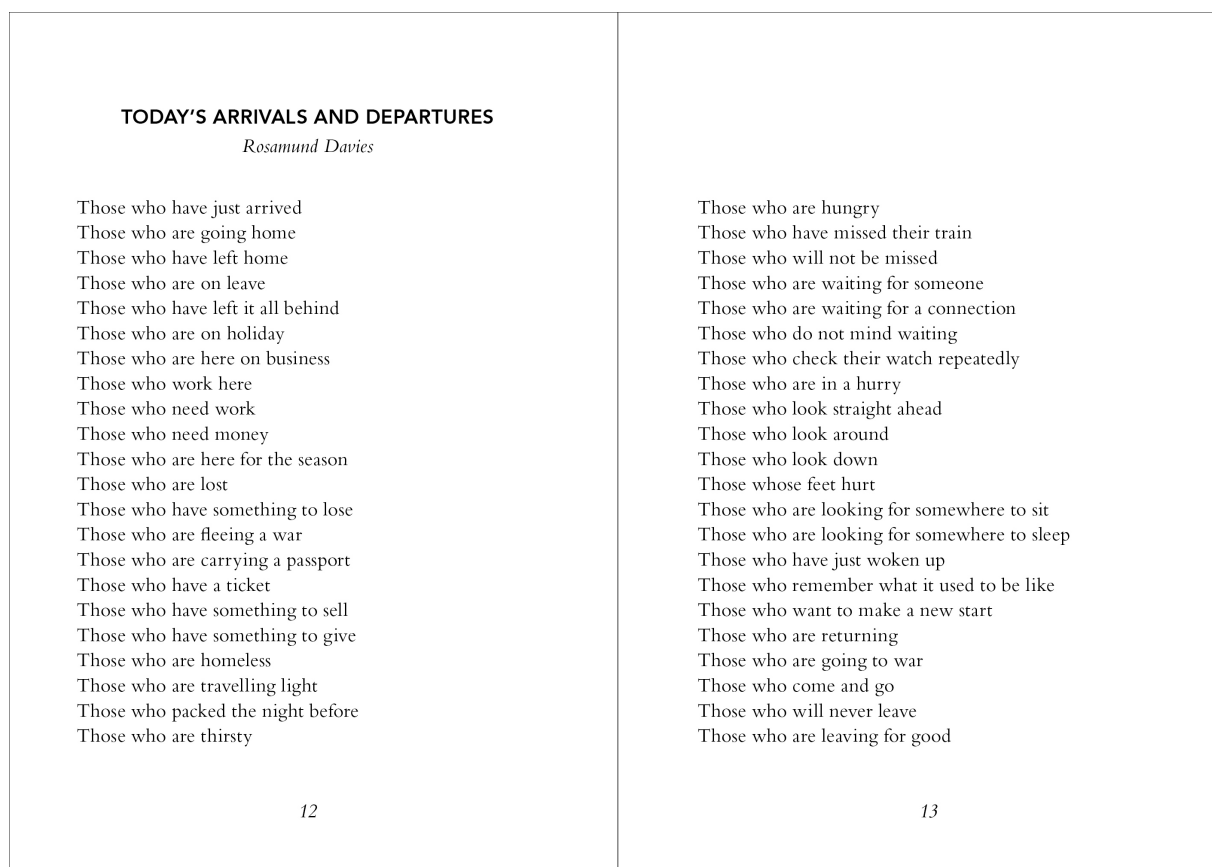 TODAY'S ARRIVALS AND DEPARTURES
Rosamund Davies
Those who have just arrived
Those who are going home
Those who have left home
Those who are on leave
Those who have left it all behind
Those who are on holiday
Those who are here on business
Those who work here
Those who need work
Those who need money
Those who are here for the season
Those who are lost
Those who have something to lose
Those who are fleeing a war
Those who are carrying a passport
Those who have a ticket
Those who have something to sell
Those who have something to give
Those who are homeless
Those who are travelling light
Those who packed the night before
Those who are thirsty
12
Those who are hungry
Those who have missed their train
Those who will not be missed
Those who are waiting for someone
Those who are waiting for a connection
Those who do not mind waiting
Those who check their watch repeatedly
Those who are in a hurry
Those who look straight ahead
Those who look around
Those who look down
Those whose feet hurt
Those who are looking for somewhere to sit
Those who are looking for somewhere to sleep
Those who have just woken up
Those who remember what it used to be like
Those who want to make a new start
Those who are returning
Those who are going to war
Those who come and go
Those who will never leave
Those who are leaving for good
13